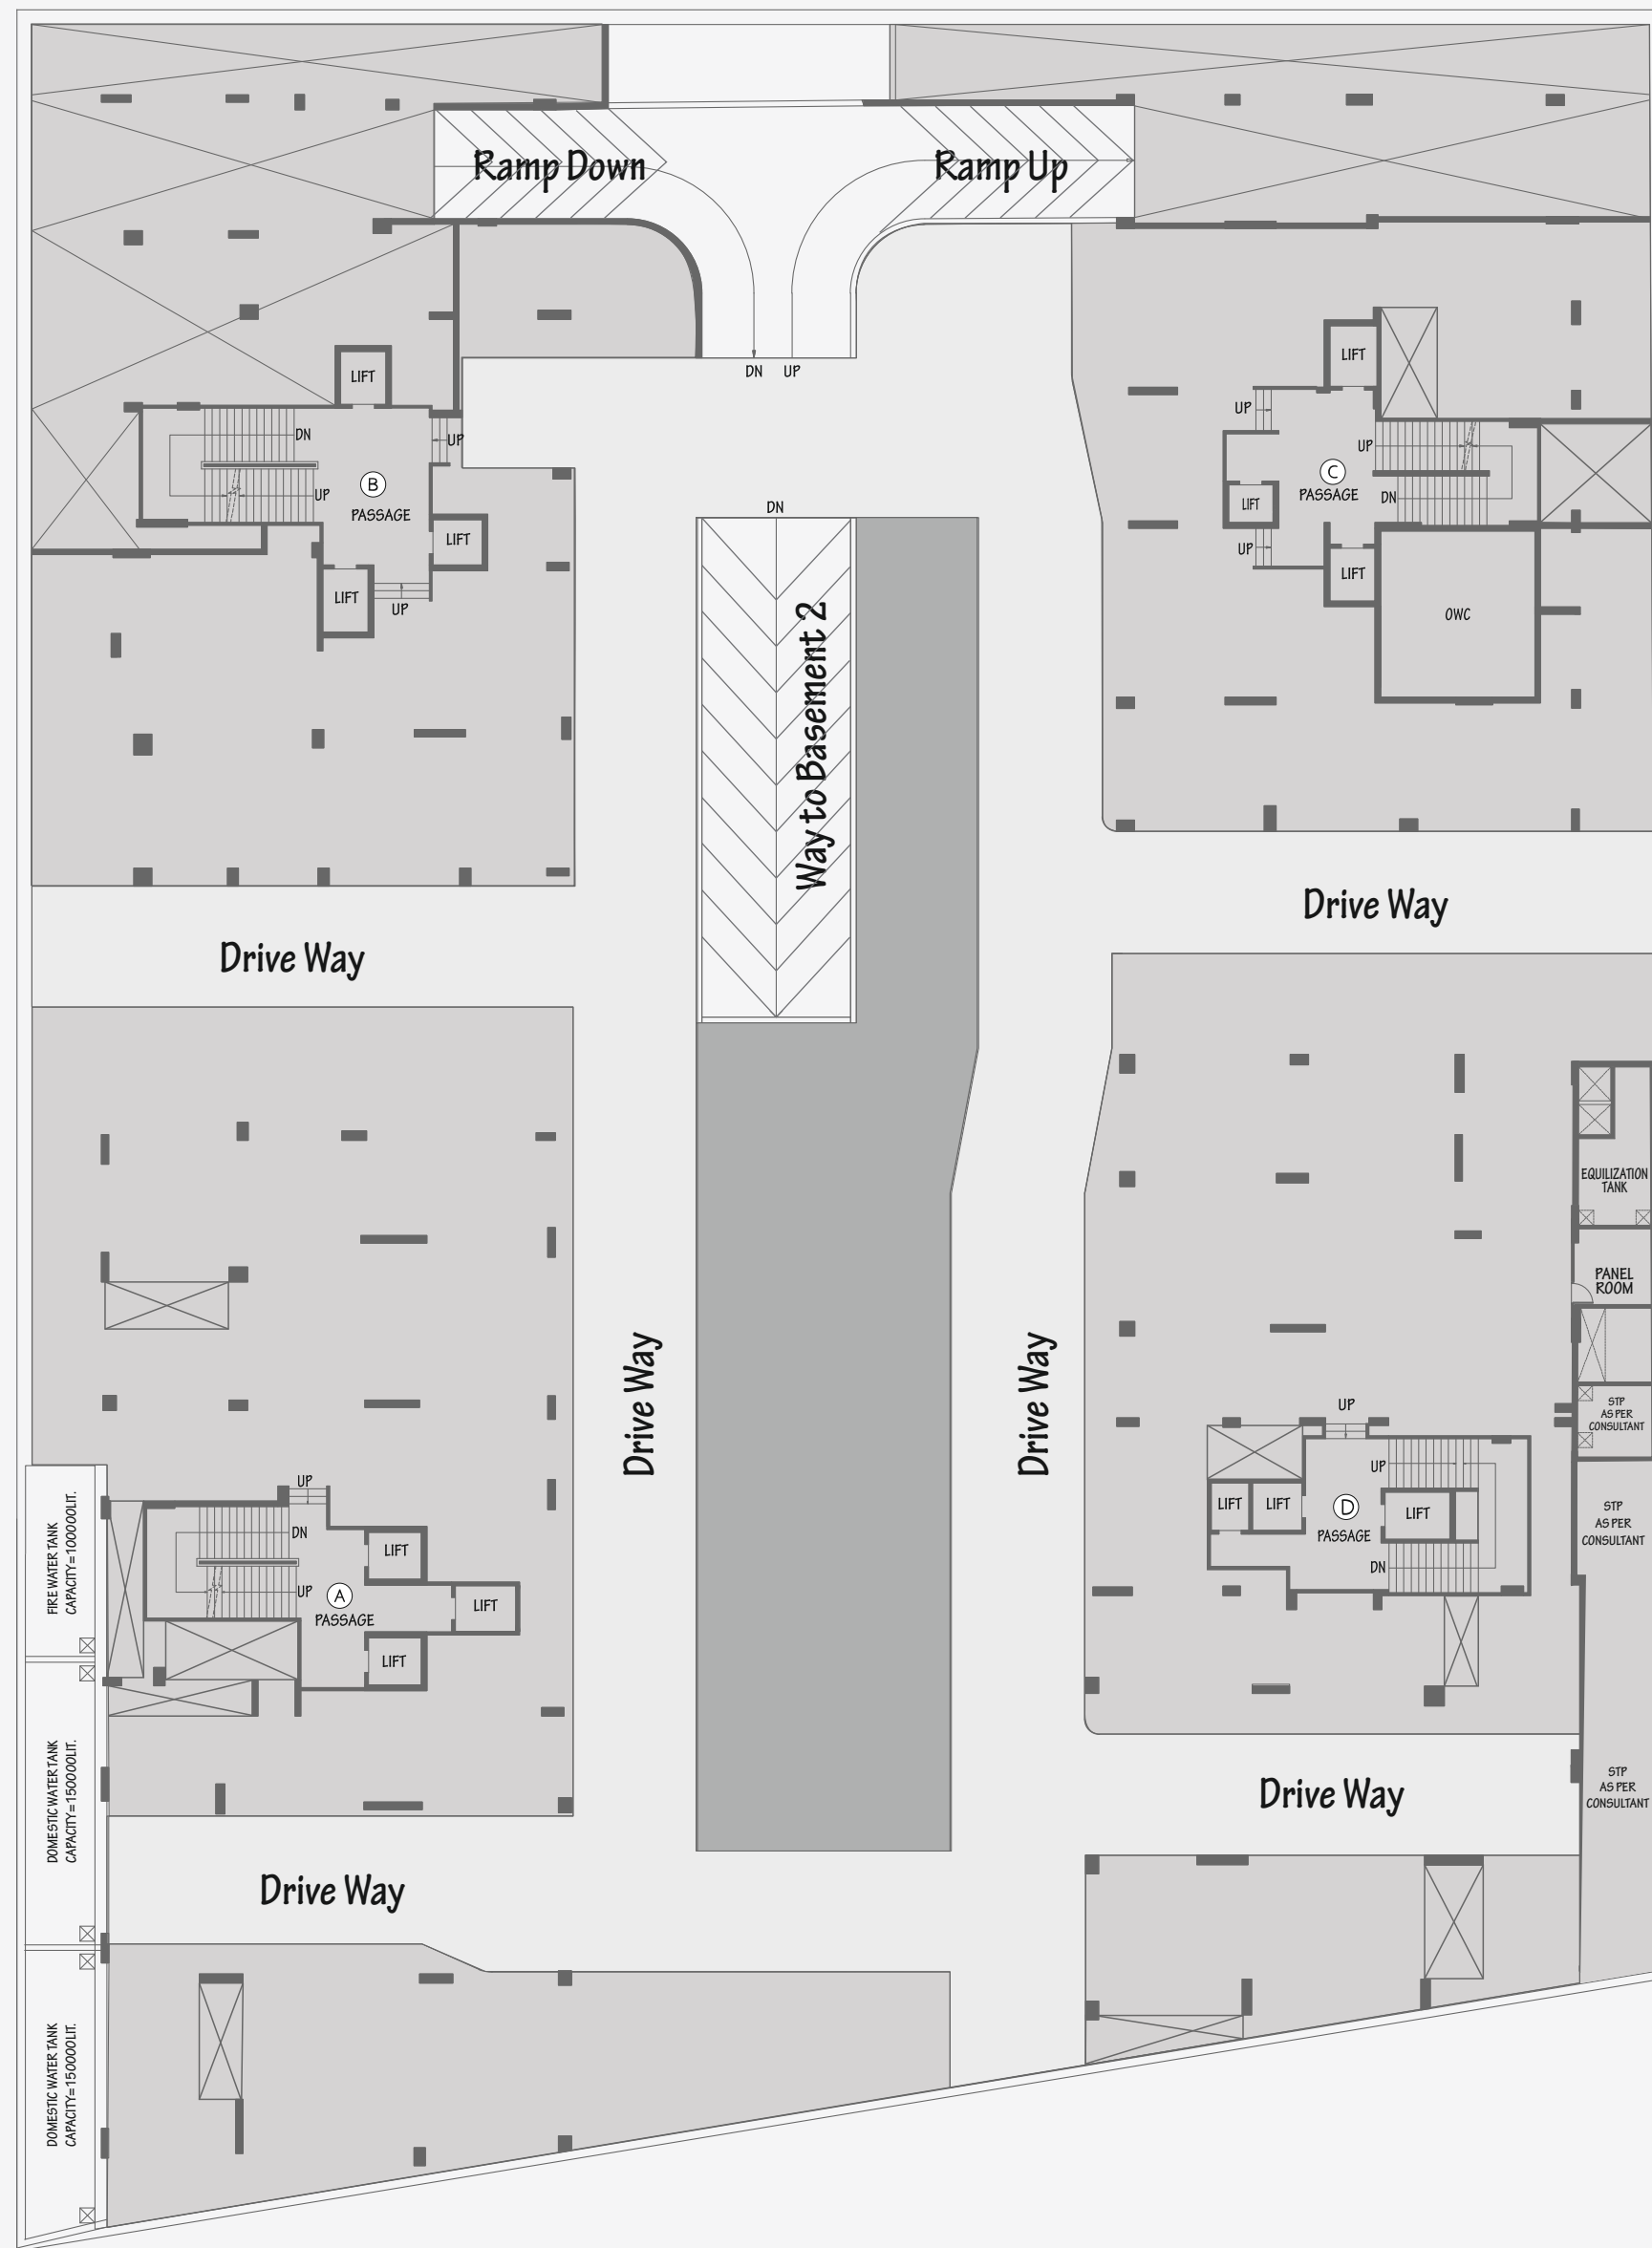 Ramp Down
Ramp Up
DN UP
LIFT
DN
UP
UP
B
PASSAGE
LIFT
LIFT
UP
LIFT
UP
UP
C
PASSAGE
DN
LIFT
UP
LIFT
OWC
DN
Way to Basement 2
Drive Way
Drive Way
EQUILIZATION
TANK
PANEL
ROOM
STP
AS PER
CONSULTANT
Drive Way
Drive Way
UP
UP
LIFT
LIFT
D
PASSAGE
LIFT
DN
STP
AS PER
CONSULTANT
UP
DN
LIFT
UP
A
PASSAGE
LIFT
LIFT
FIRE WATER TANK
CAPACITY=100000LIT.
DOMESTIC WATER TANK
CAPACITY=150000LIT.
STP
AS PER
CONSULTANT
Drive Way
Drive Way
DOMESTIC WATER TANK
CAPACITY=150000LIT.